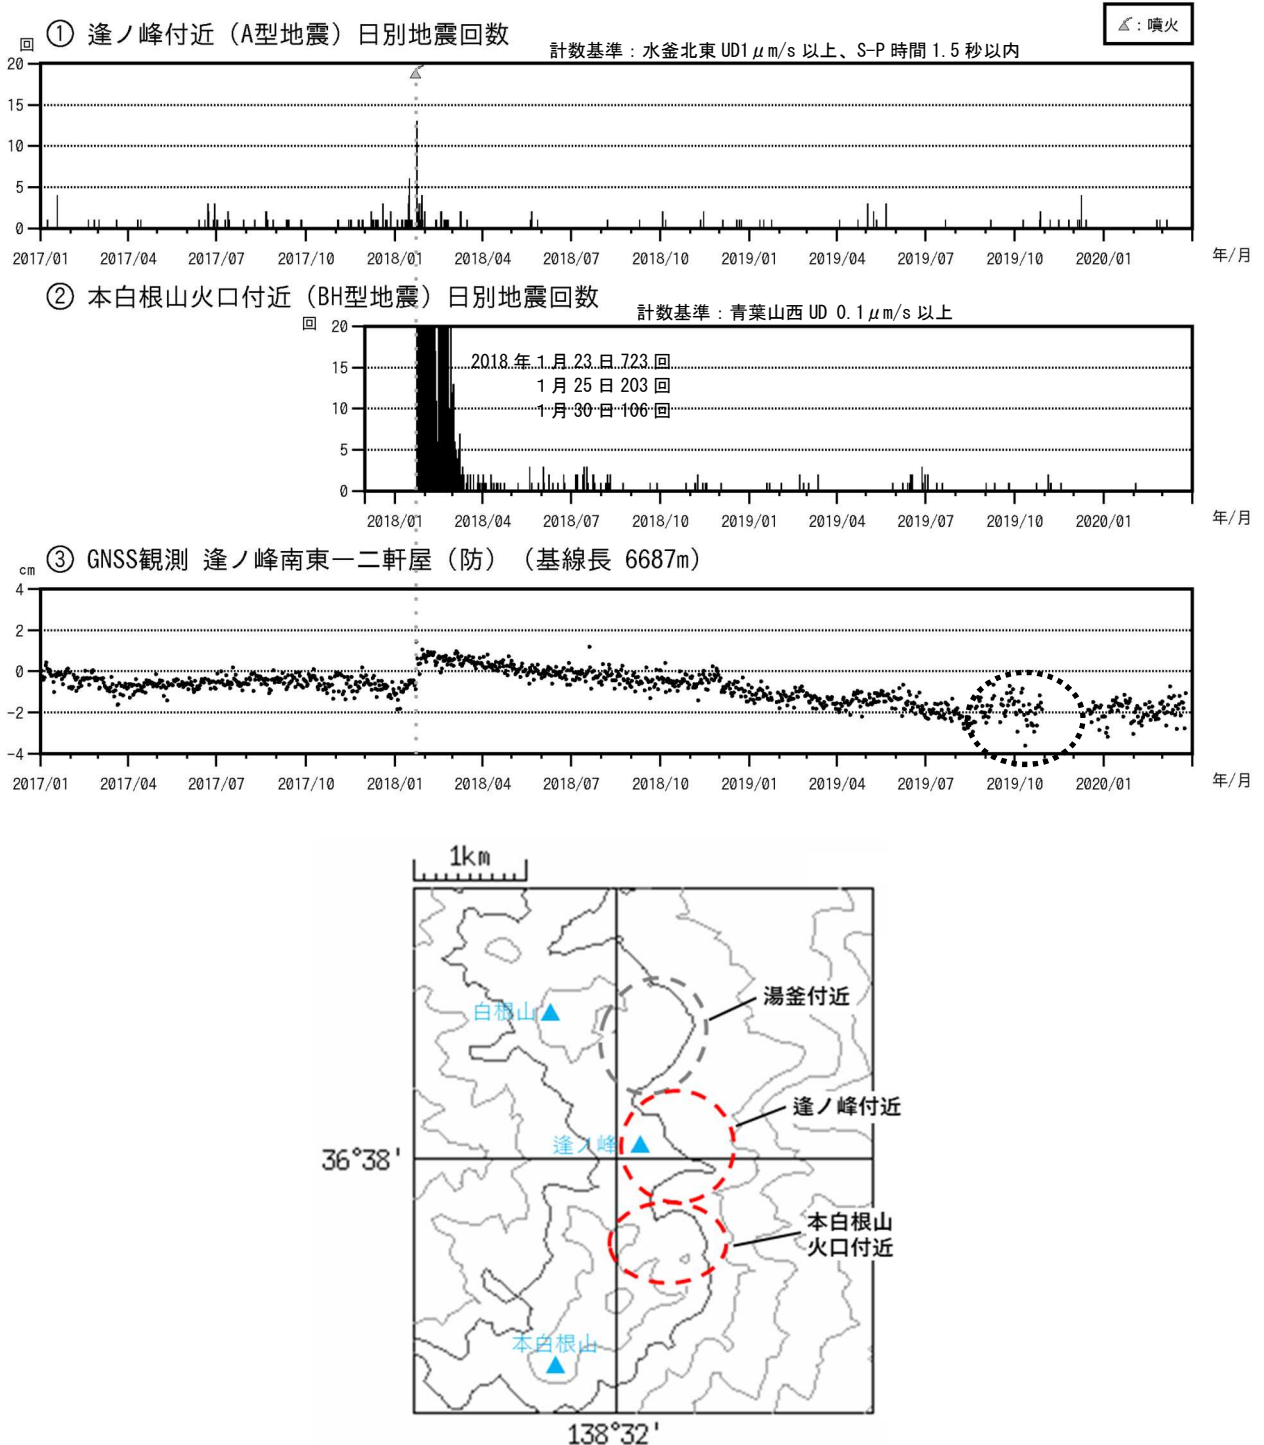 ① 逢ノ峰付近（A型地震）日別地震回数
：噴火
回
計数基準：水釜北東 UD1μm/s 以上、S-P 時間 1.5 秒以内
20
15
10
5
0
2017/01 2017/04 2017/07 2017/10 2018/01 2018/04 2018/07 2018/10 2019/01 2019/04 2019/07 2019/10 2020/01 年/月
② 本白根山火口付近（BH型地震）日別地震回数
計数基準：青葉山西 UD 0.1μm/s 以上
回
20
15
10
5
0
2018 年 1 月 23 日 723 回
1 月 25 日 203 回
1 月 30 日 106 回
2018/01 2018/04 2018/07 2018/10 2019/01 2019/04 2019/07 2019/10 2020/01 年/月
③ GNSS観測 逢ノ峰南東－二軒屋（防）（基線長 6687m）
cm
4
2
0
-2
-4
2017/01 2017/04 2017/07 2017/10 2018/01 2018/04 2018/07 2018/10 2019/01 2019/04 2019/07 2019/10 2020/01 年/月
1km
湯釜付近
白根山
逢ノ峰付近
逢ノ峰
36°38'
本白根山
火口付近
本白根山
138°32'